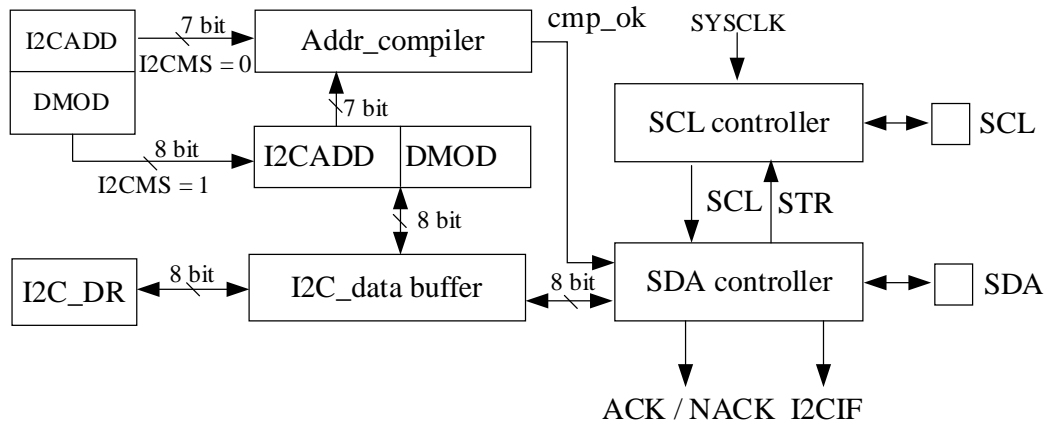 I2CADD
7 bit
I2CMS = 0
Addr_compiler
cmp_ok
SYSCLK
DMOD
7 bit
SCL controller
SCL
8 bit
I2CMS = 1
I2CADD
DMOD
SCL
STR
8 bit
I2C_DR
8 bit
I2C_data buffer
8 bit
SDA controller
SDA
ACK / NACK
I2CIF